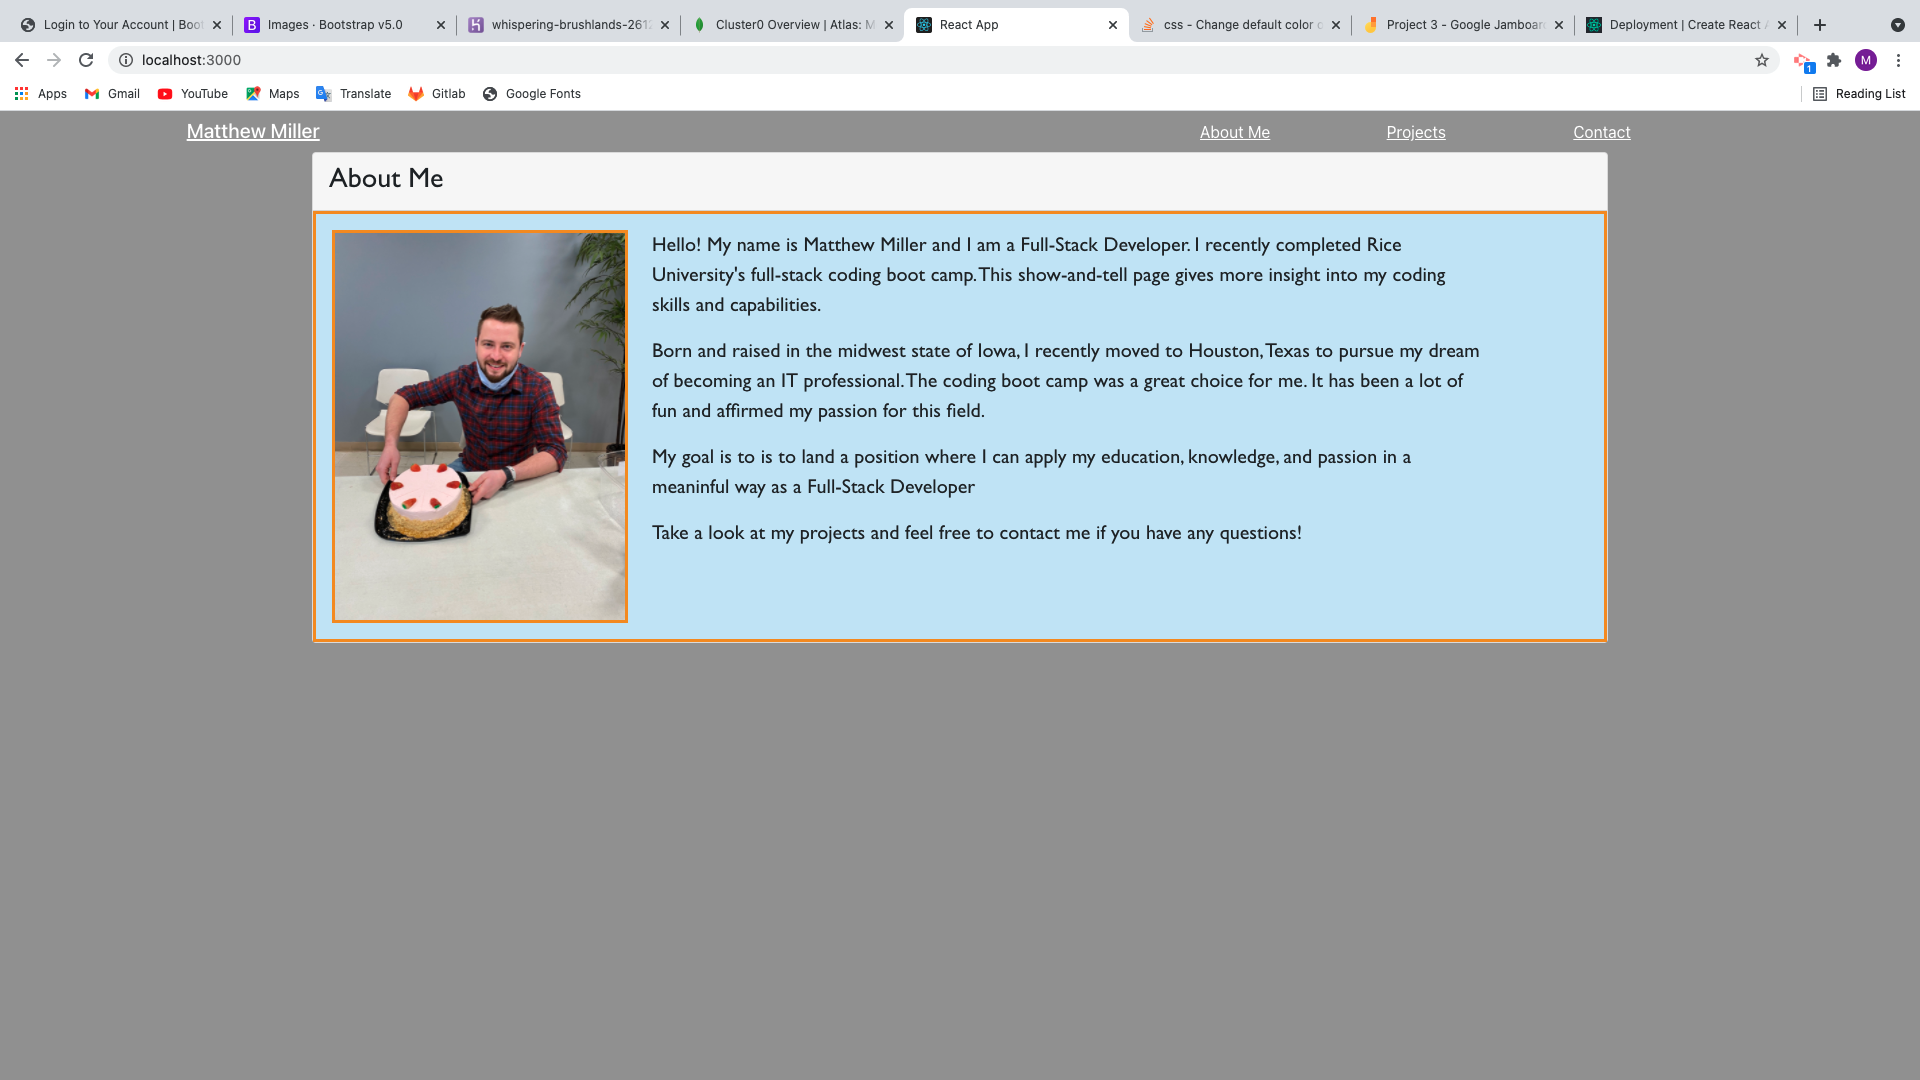 Login to Your Account | Boot
Images · Bootstrap v5.0
whispering-brushlands-261
Cluster0 Overview | Atlas: M
React App
css - Change default color o
Project 3 - Google Jamboar
Deployment | Create React A
localhost:3000
M
1
Apps
Gmail
YouTube
Maps
Translate
Gitlab
Google Fonts
Reading List
Matthew Miller
About Me
Projects
Contact
About Me
Hello! My name is Matthew Miller and I am a Full-Stack Developer. I recently completed Rice
University's full-stack coding boot camp. This show-and-tell page gives more insight into my coding
skills and capabilities.
Born and raised in the midwest state of Iowa, I recently moved to Houston, Texas to pursue my dream
of becoming an IT professional. The coding boot camp was a great choice for me. It has been a lot of
fun and affirmed my passion for this field.
My goal is to is to land a position where I can apply my education, knowledge, and passion in a
meaninful way as a Full-Stack Developer
Take a look at my projects and feel free to contact me if you have any questions!